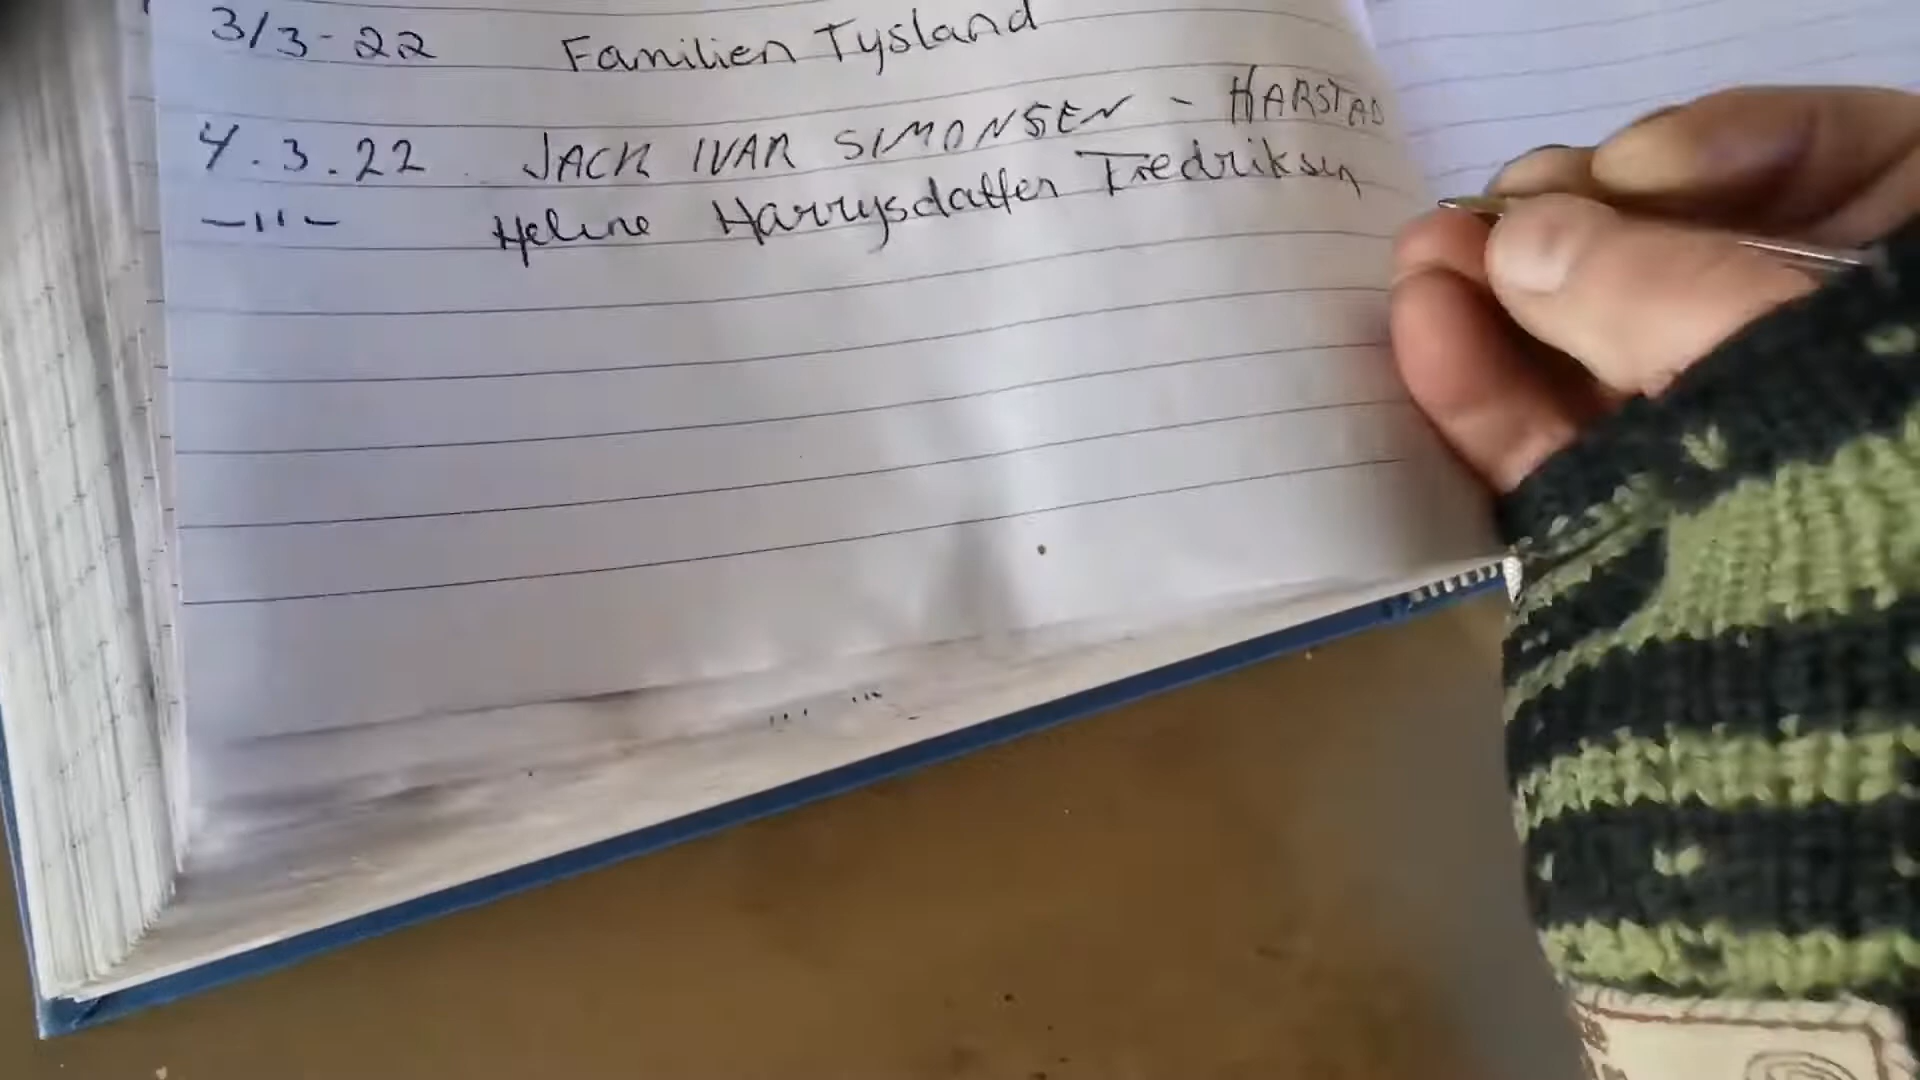 3/3-22 Familien Tysland
4.3.22 JACK IVAR SIMONSEN - HARSTAD
-"- Heline Harrysdatter Fredriksen